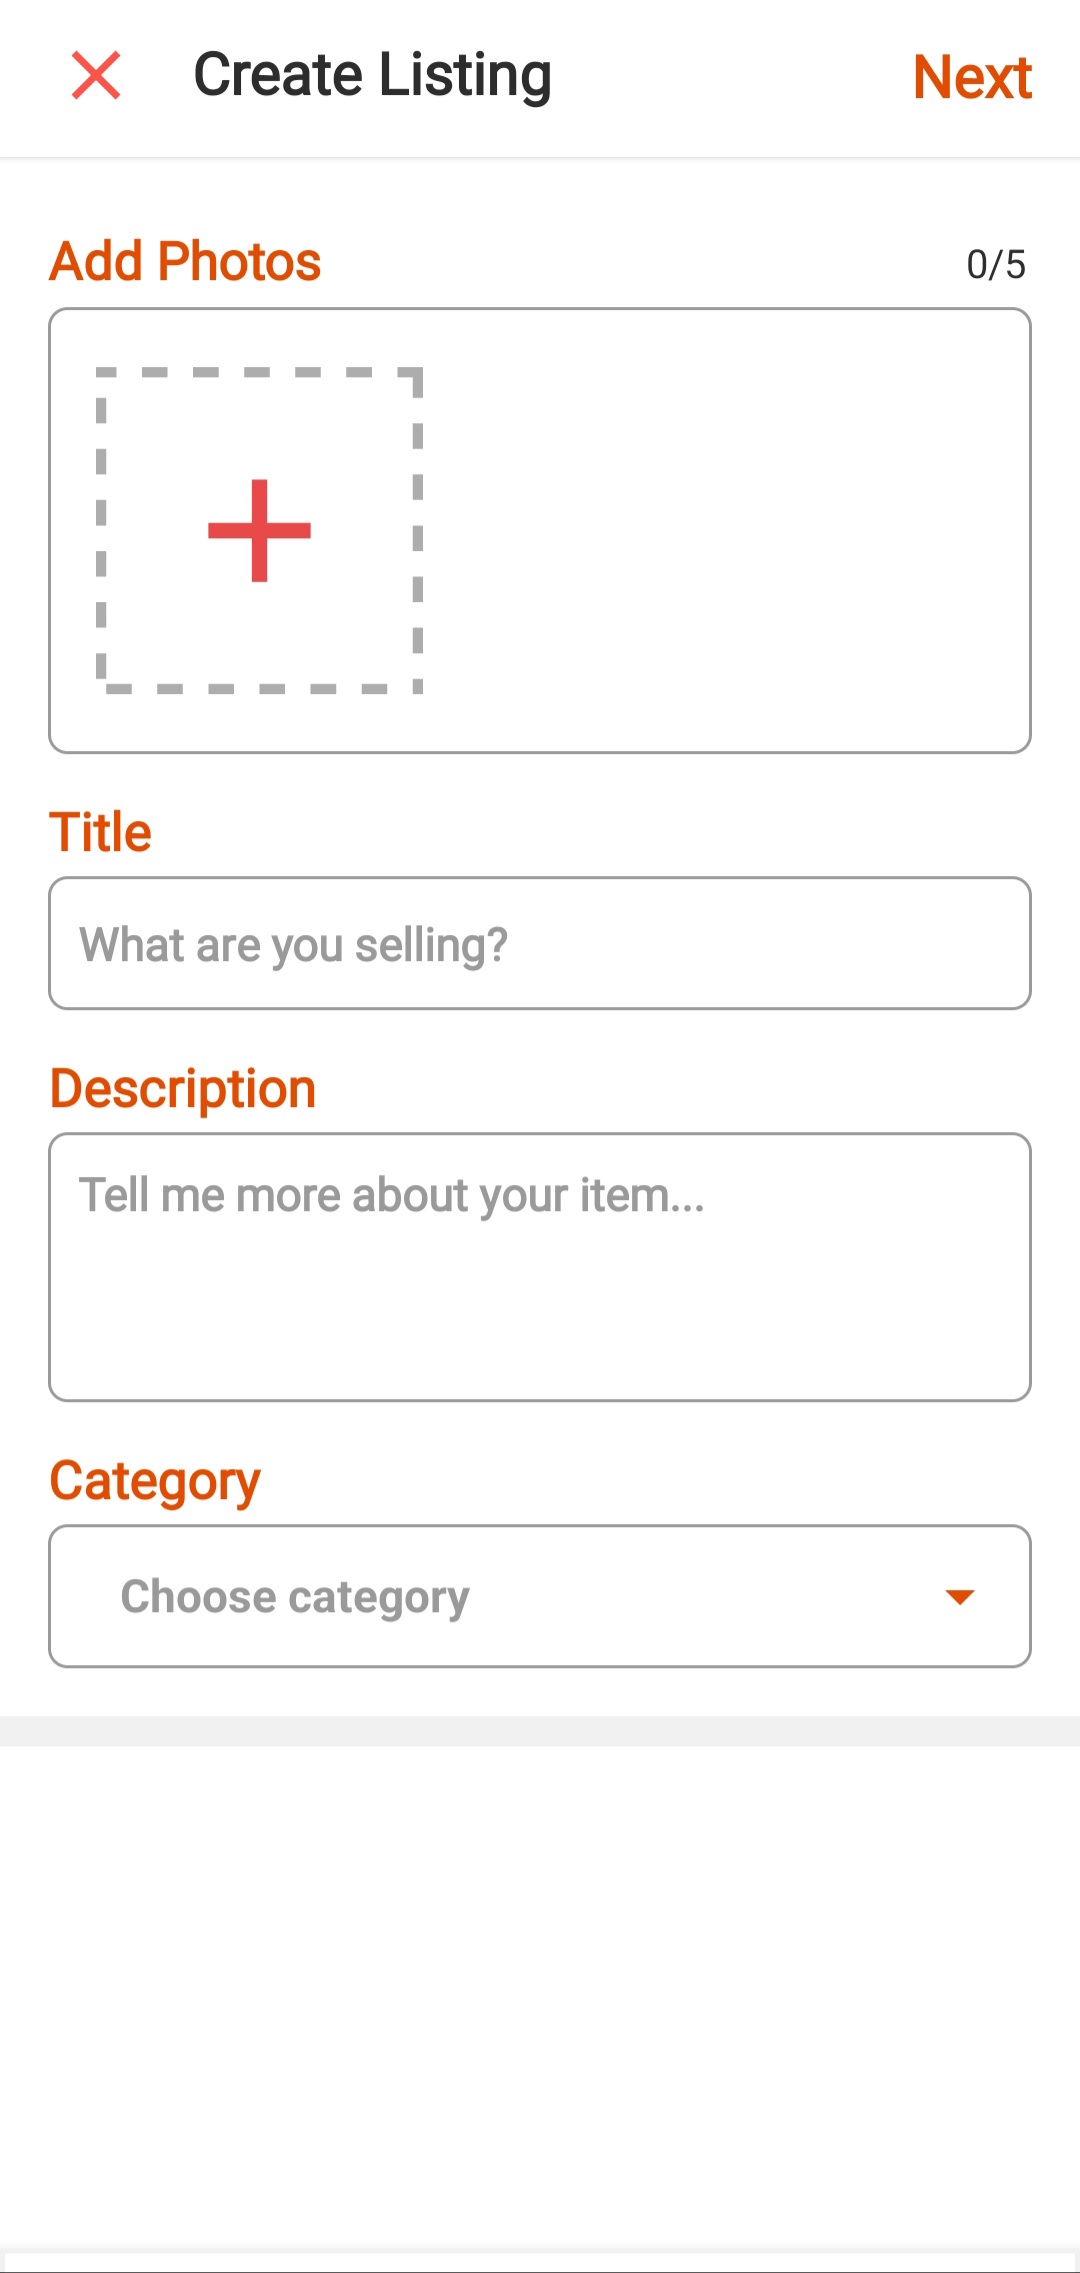 Create Listing
Next
Add Photos
0/5
Title
What are you selling?
Description
Tell me more about your item...
Category
Choose category